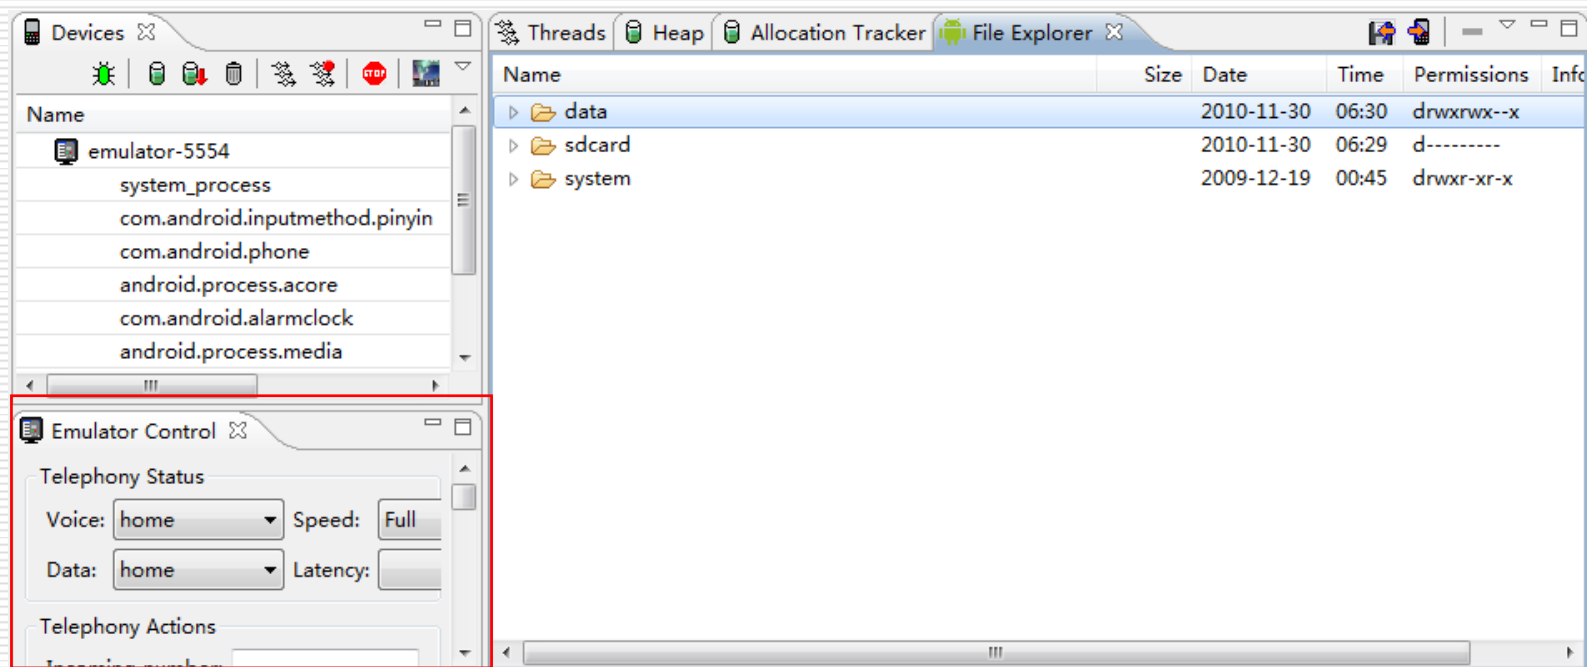 Devices
Name
emulator-5554
system_process
com.android.inputmethod.pinyin
com.android.phone
android.process.acore
com.android.alarmclock
android.process.media
Emulator Control
Telephony Status
Voice: home Speed: Full
Data: home Latency:
Telephony Actions
Incoming number:
Threads Heap Allocation Tracker File Explorer
Name Size Date Time Permissions Info
data 2010-11-30 06:30 drwxrwx--x
sdcard 2010-11-30 06:29 d---------
system 2009-12-19 00:45 drwxr-xr-x